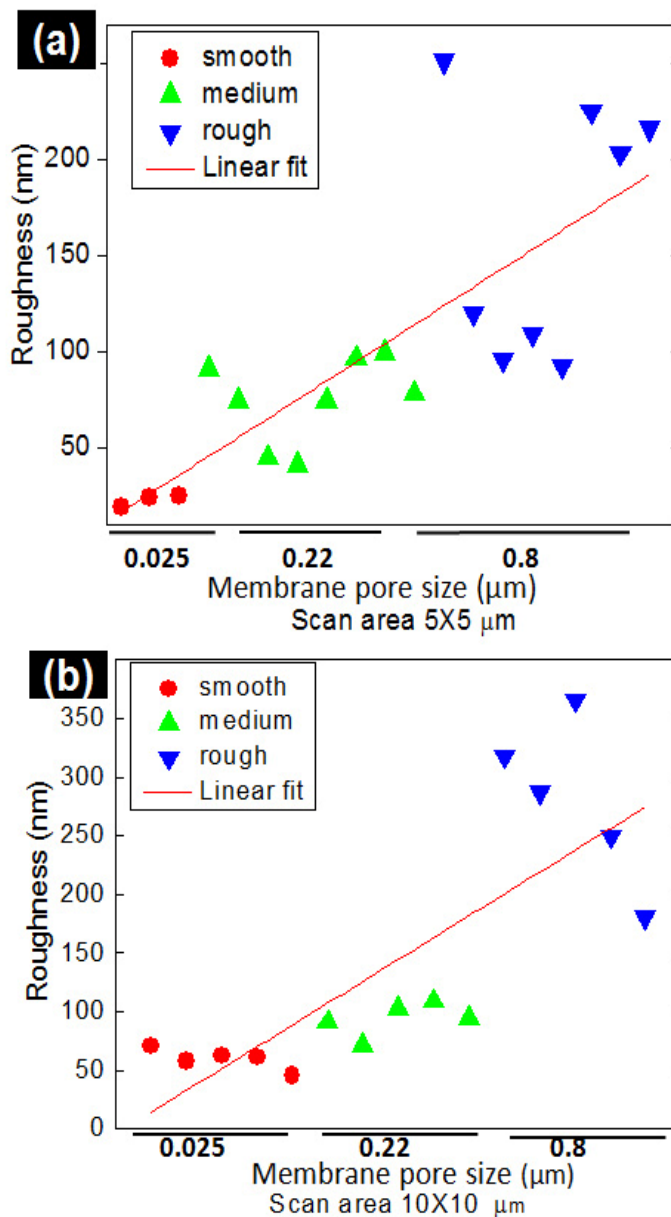 (a)
smooth
medium
rough
Linear fit
200
150
100
50
Roughness (nm)
0.025 0.22 0.8
Membrane pore size (μm)
Scan area 5X5 μm
(b)
smooth
medium
rough
Linear fit
350
300
250
200
150
100
50
0
Roughness (nm)
0.025 0.22 0.8
Membrane pore size (μm)
Scan area 10X10 μm